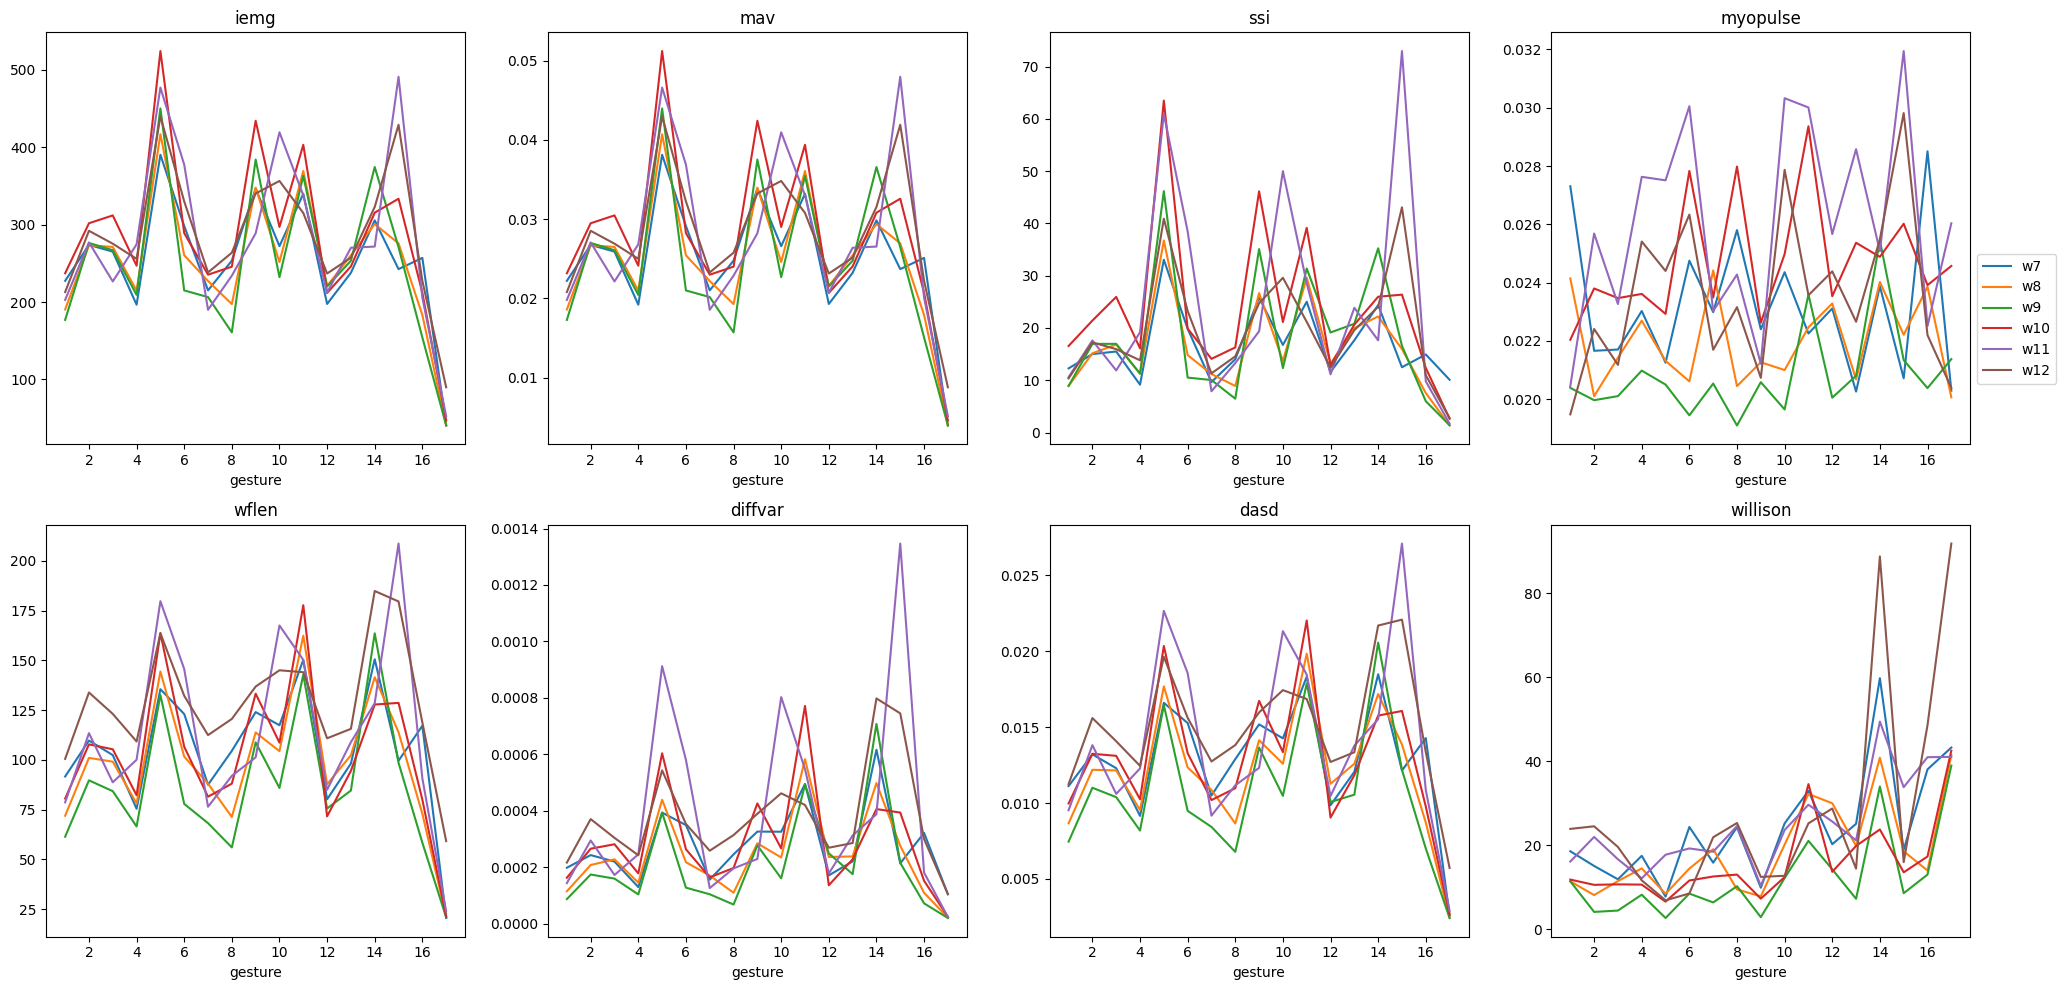 iemg
mav
ssi
myopulse
500
400
300
200
100
2 4 6 8 10 12 14 16
gesture
0.05
0.04
0.03
0.02
0.01
2 4 6 8 10 12 14 16
gesture
70
60
50
40
30
20
10
0
2 4 6 8 10 12 14 16
gesture
0.032
0.030
0.028
0.026
0.024
0.022
0.020
2 4 6 8 10 12 14 16
gesture
w7
w8
w9
w10
w11
w12
wflen
diffvar
dasd
willison
200
175
150
125
100
75
50
25
2 4 6 8 10 12 14 16
gesture
0.0014
0.0012
0.0010
0.0008
0.0006
0.0004
0.0002
0.0000
2 4 6 8 10 12 14 16
gesture
0.025
0.020
0.015
0.010
0.005
2 4 6 8 10 12 14 16
gesture
80
60
40
20
0
2 4 6 8 10 12 14 16
gesture